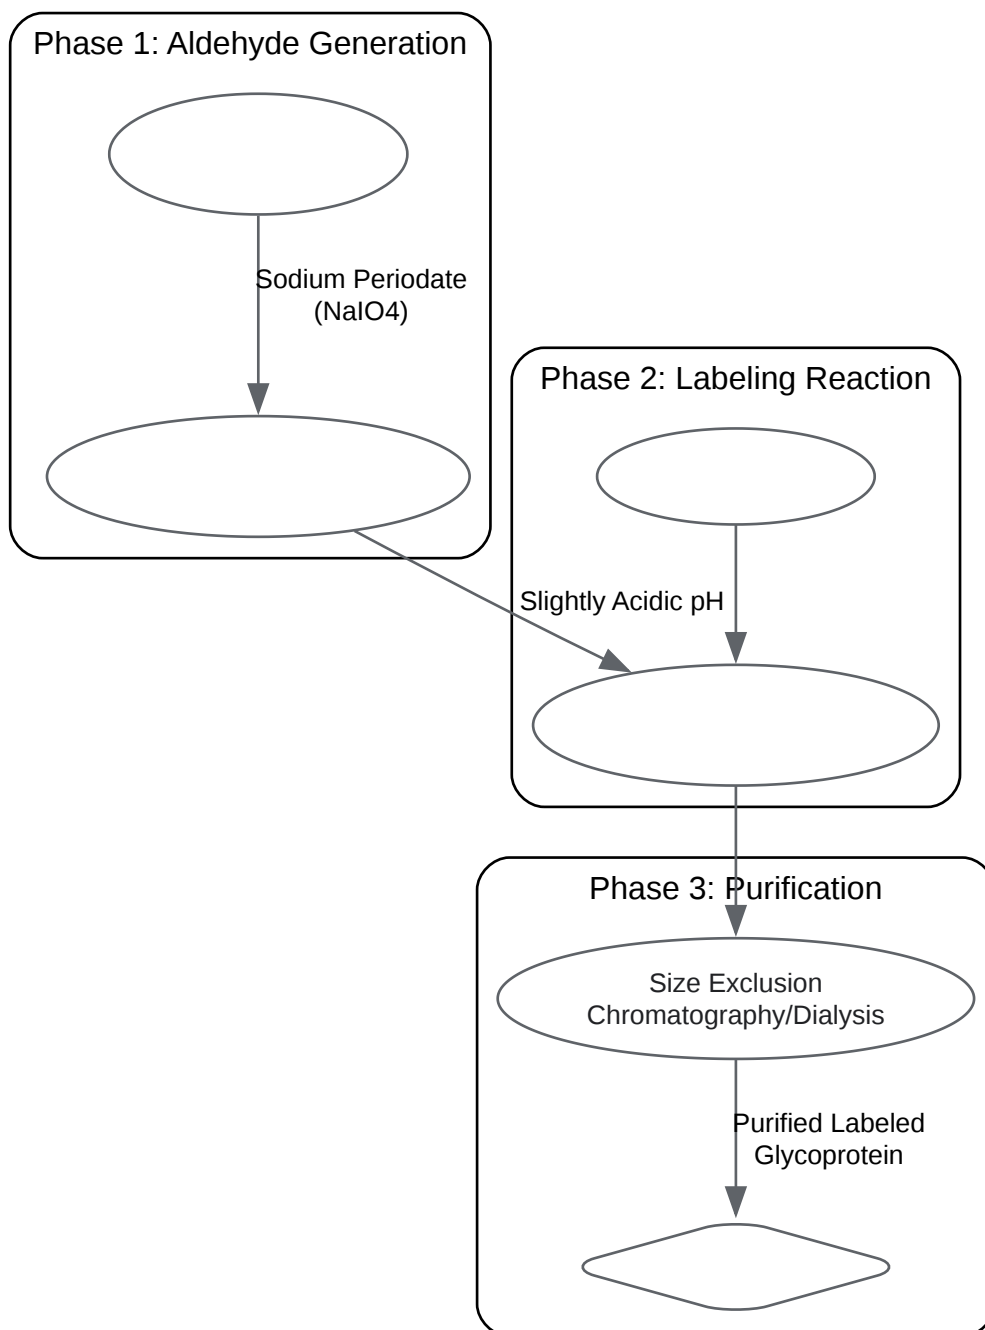 Phase 1: Aldehyde Generation
Sodium Periodate
(NaIO4)
Phase 2: Labeling Reaction
Slightly Acidic pH
Phase 3: Purification
Size Exclusion
Chromatography/Dialysis
Purified Labeled
Glycoprotein